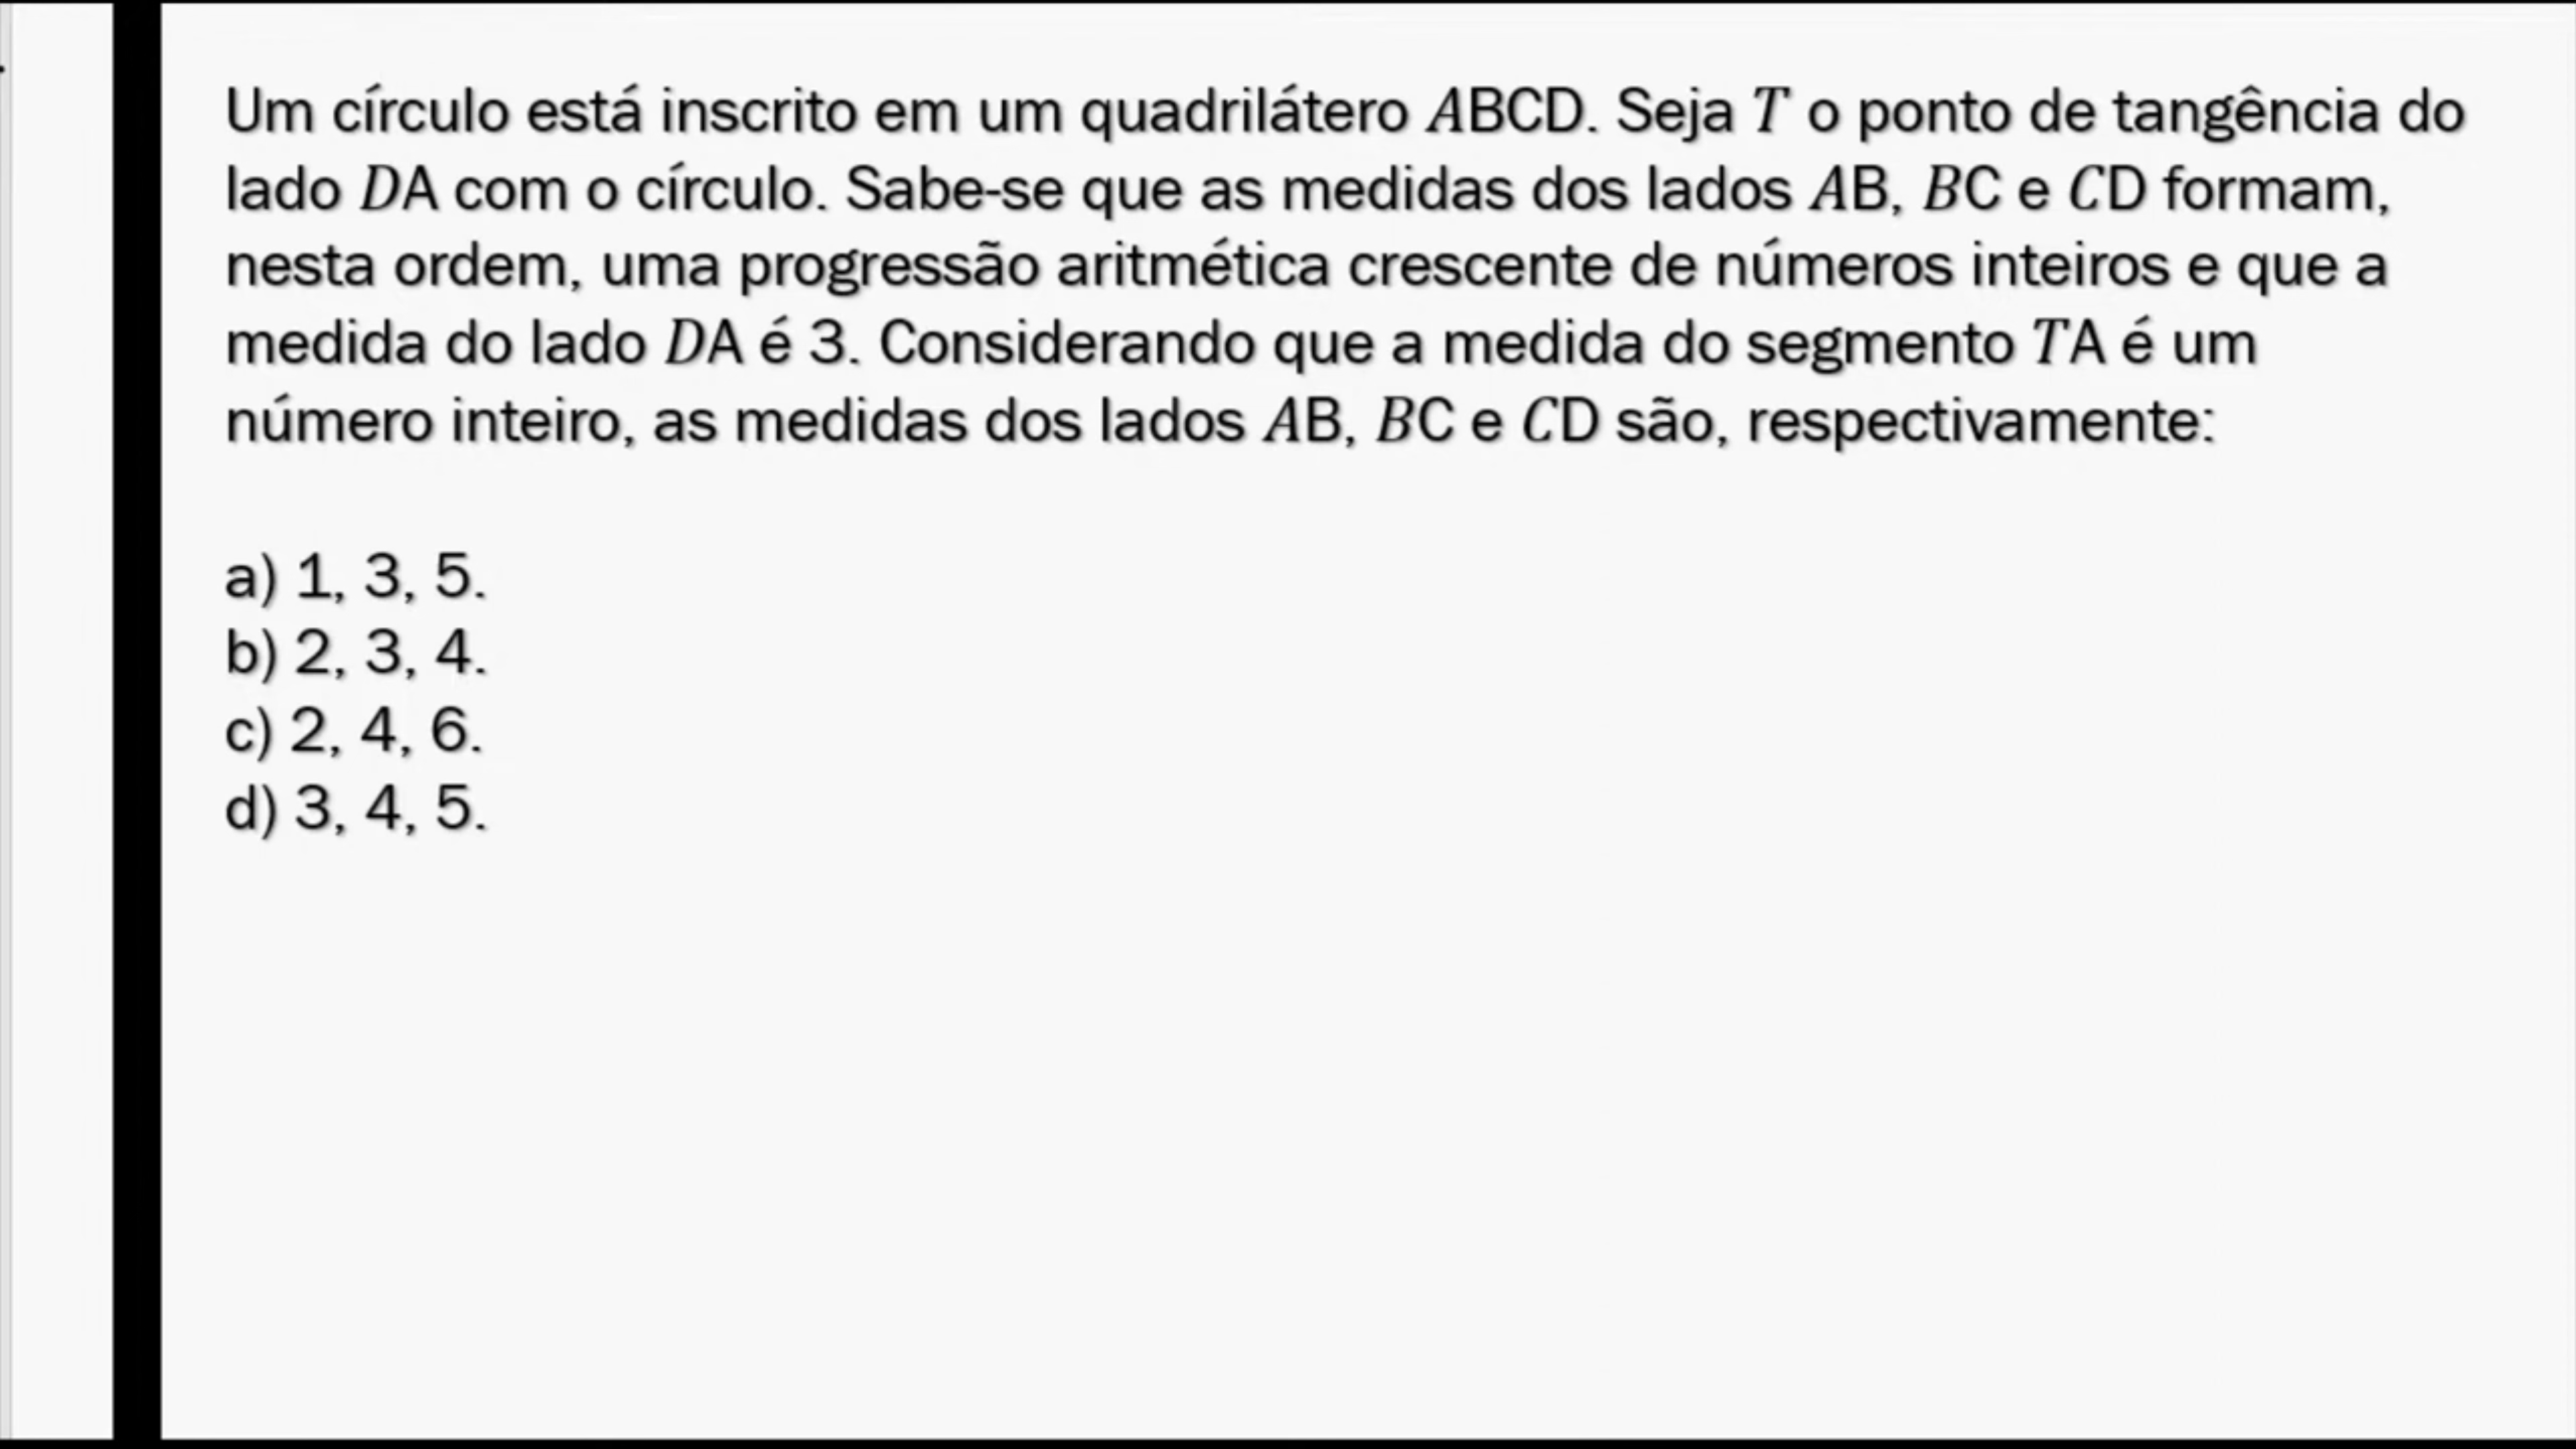 Um círculo está inscrito em um quadrilátero ABCD. Seja T o ponto de tangência do
lado DA com o círculo. Sabe-se que as medidas dos lados AB, BC e CD formam,
nesta ordem, uma progressão aritmética crescente de números inteiros e que a
medida do lado DA é 3. Considerando que a medida do segmento TA é um
número inteiro, as medidas dos lados AB, BC e CD são, respectivamente:
a) 1, 3, 5.
b) 2, 3, 4.
c) 2, 4, 6.
d) 3, 4, 5.